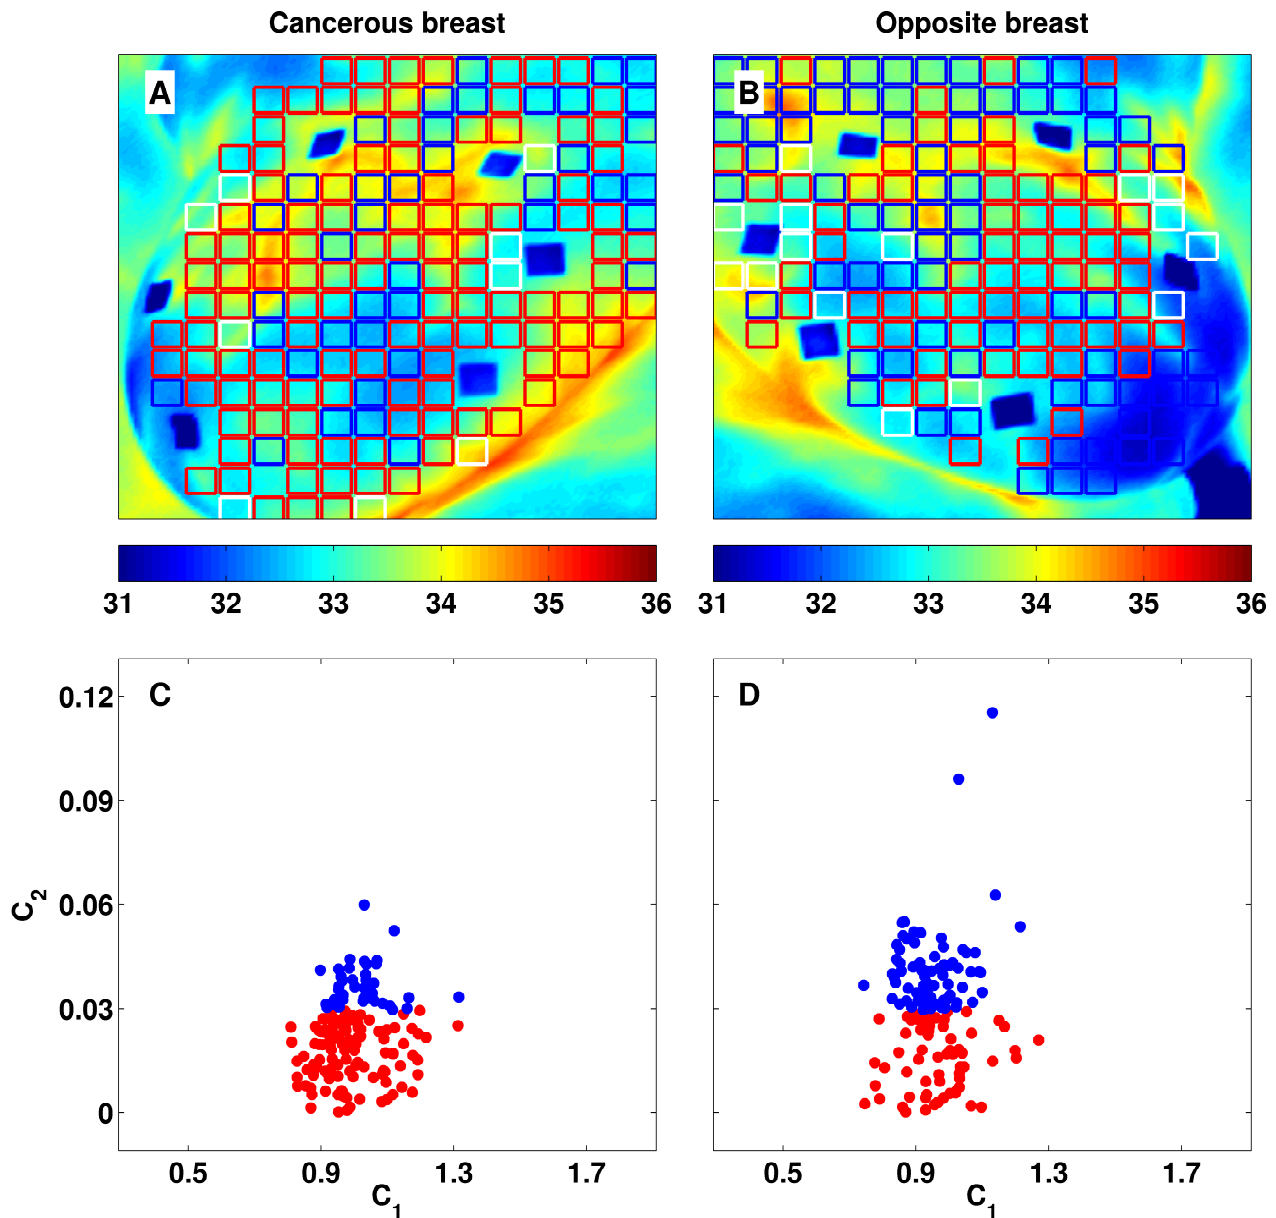 Cancerous breast Opposite breast
A B
31 32 33 34 35 36 31 32 33 34 35 36
C D
0.12
0.09
C2
0.06
0.03
0
0.5 0.9 1.3 1.7 0.5 0.9 1.3 1.7
C1 C1